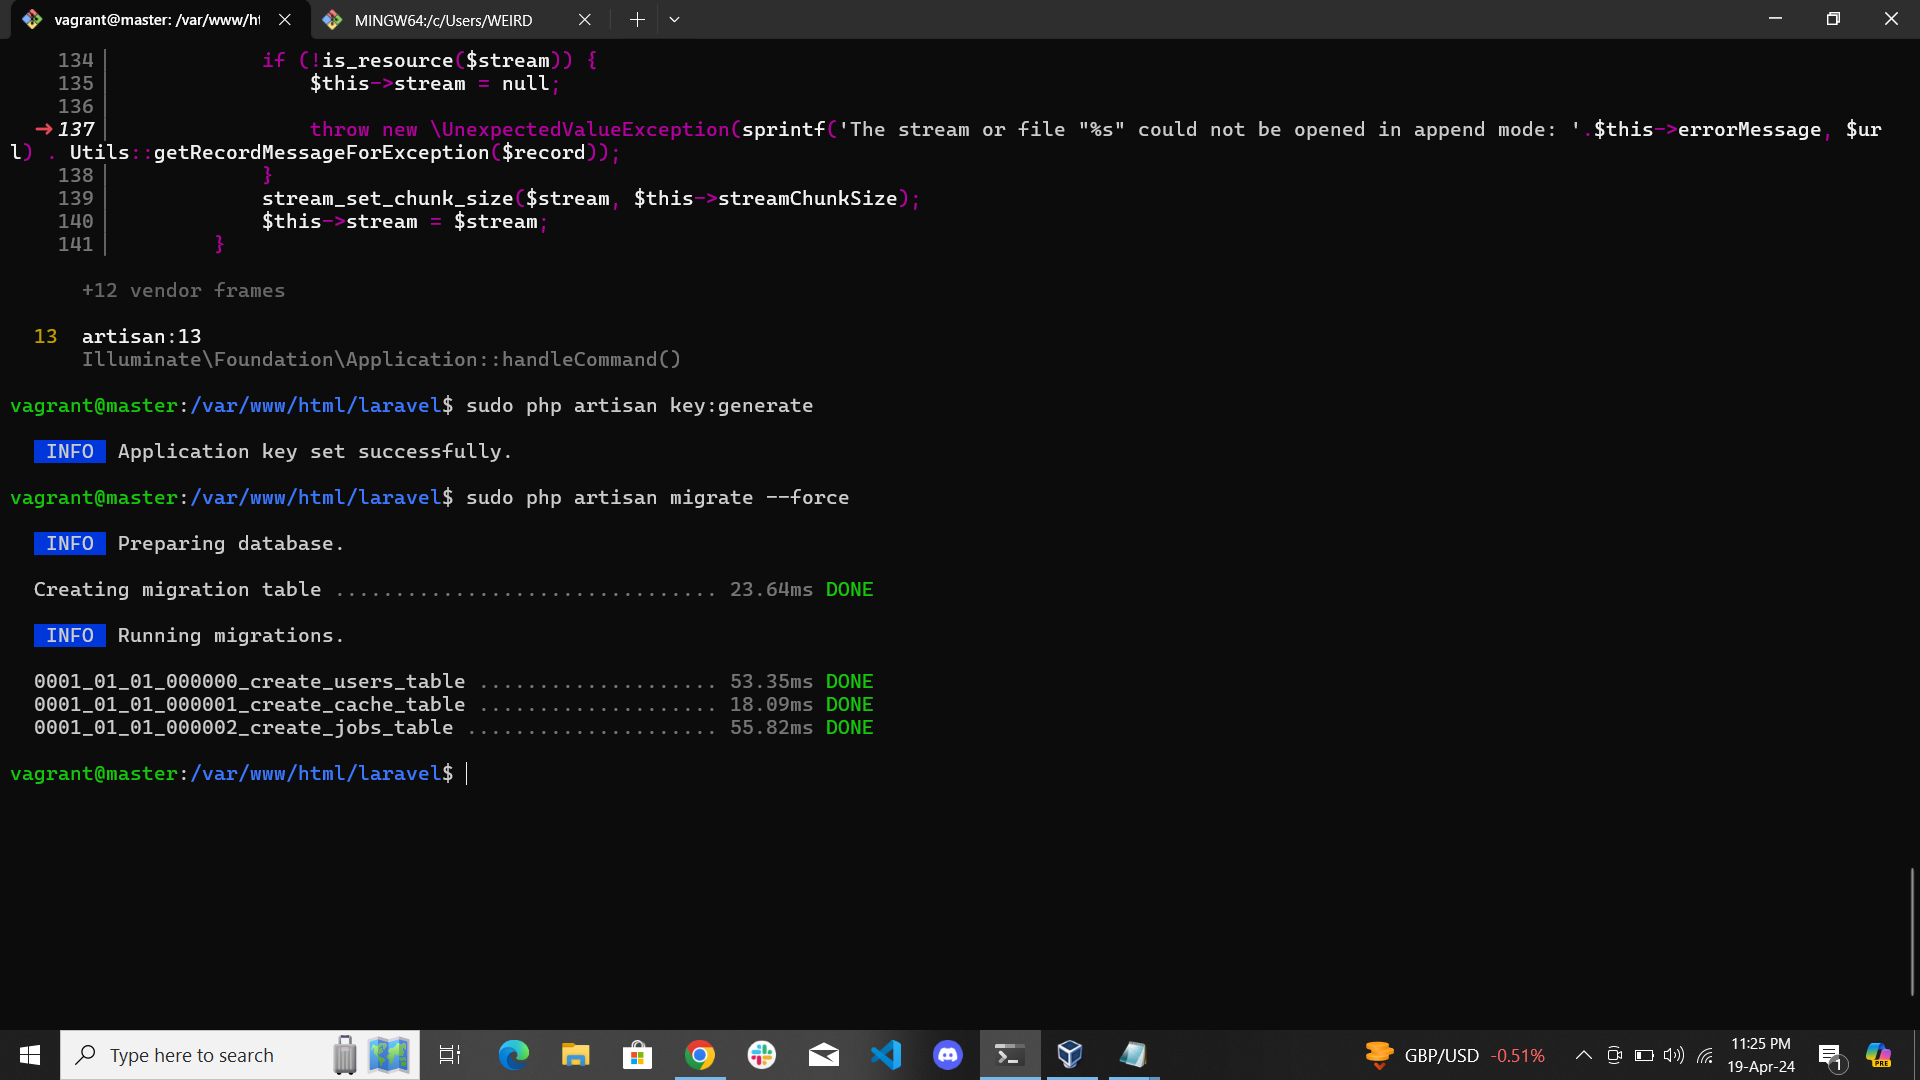 vagrant@master: /var/www/ht
MINGW64:/c/Users/WEIRD
134 if (!is_resource($stream)) {
135 $this->stream = null;
136
137 throw new \UnexpectedValueException(sprintf('The stream or file "%s" could not be opened in append mode: '.$this->errorMessage, $ur
l) . Utils::getRecordMessageForException($record));
138 }
139 stream_set_chunk_size($stream, $this->streamChunkSize);
140 $this->stream = $stream;
141 }
+12 vendor frames
13 artisan:13
Illuminate\Foundation\Application::handleCommand()
vagrant@master:/var/www/html/laravel$ sudo php artisan key:generate
INFO Application key set successfully.
vagrant@master:/var/www/html/laravel$ sudo php artisan migrate --force
INFO Preparing database.
Creating migration table ................................ 23.64ms DONE
INFO Running migrations.
0001_01_01_000000_create_users_table .................... 53.35ms DONE
0001_01_01_000001_create_cache_table .................... 18.09ms DONE
0001_01_01_000002_create_jobs_table ..................... 55.82ms DONE
vagrant@master:/var/www/html/laravel$
Type here to search
GBP/USD -0.51%
11:25 PM
19-Apr-24
1
PRE